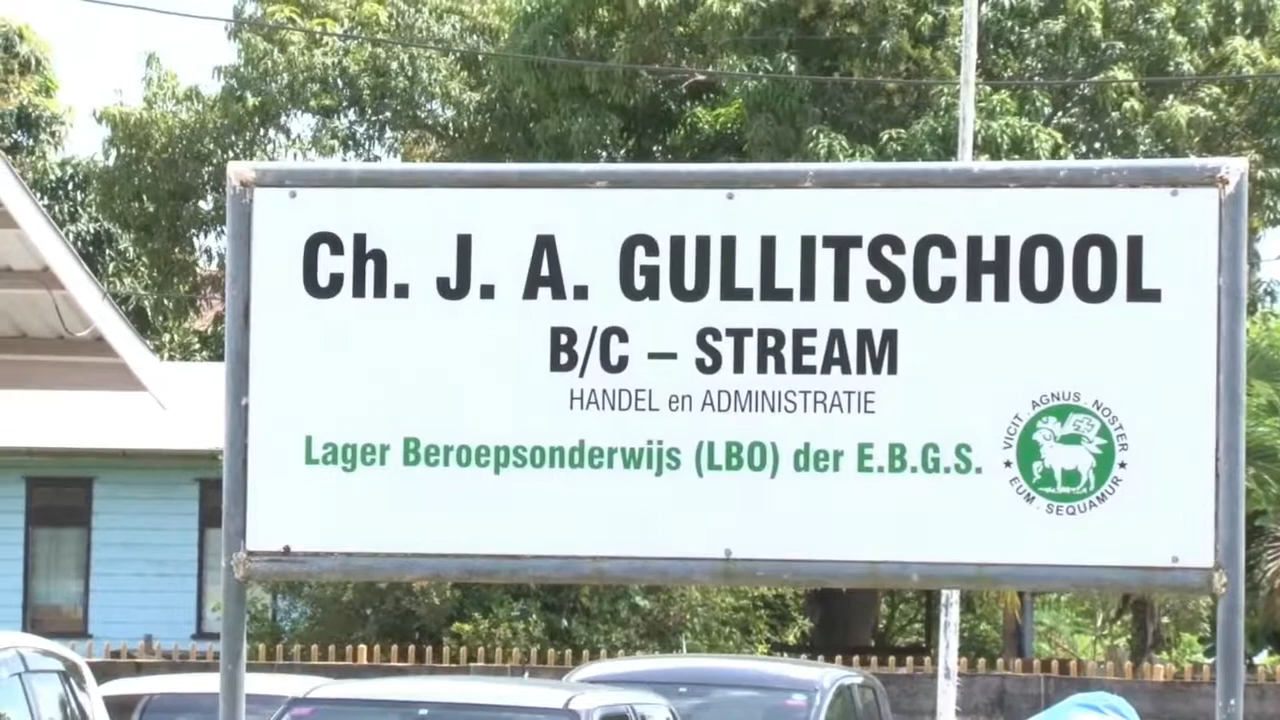 Ch. J. A. GULLITSCHOOL
B/C – STREAM
HANDEL en ADMINISTRATIE
Lager Beroepsonderwijs (LBO) der E.B.G.S.
VICIT . AGNUS . NOSTER
★ EUM . SEQUAMUR ★